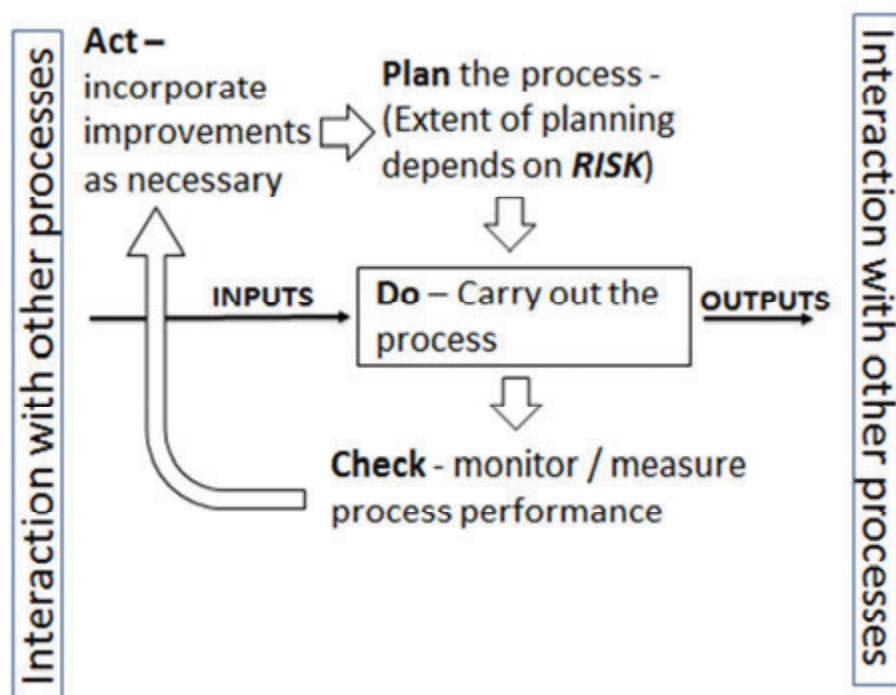 Interaction with other processes
Act –
incorporate
improvements
as necessary
Plan the process -
(Extent of planning
depends on RISK)
INPUTS
Do – Carry out the
process
OUTPUTS
Check - monitor / measure
process performance
Interaction with other processes